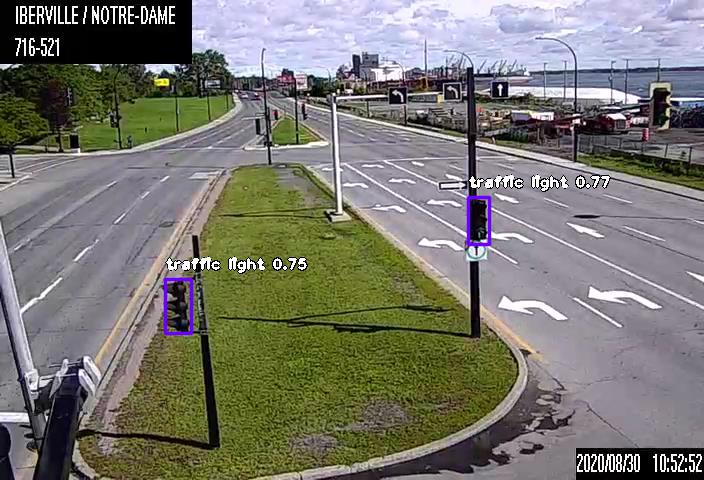 IBERVILLE / NOTRE-DAME
716-521
traffic light 0.77
traffic light 0.75
2020/08/30 10:52:52